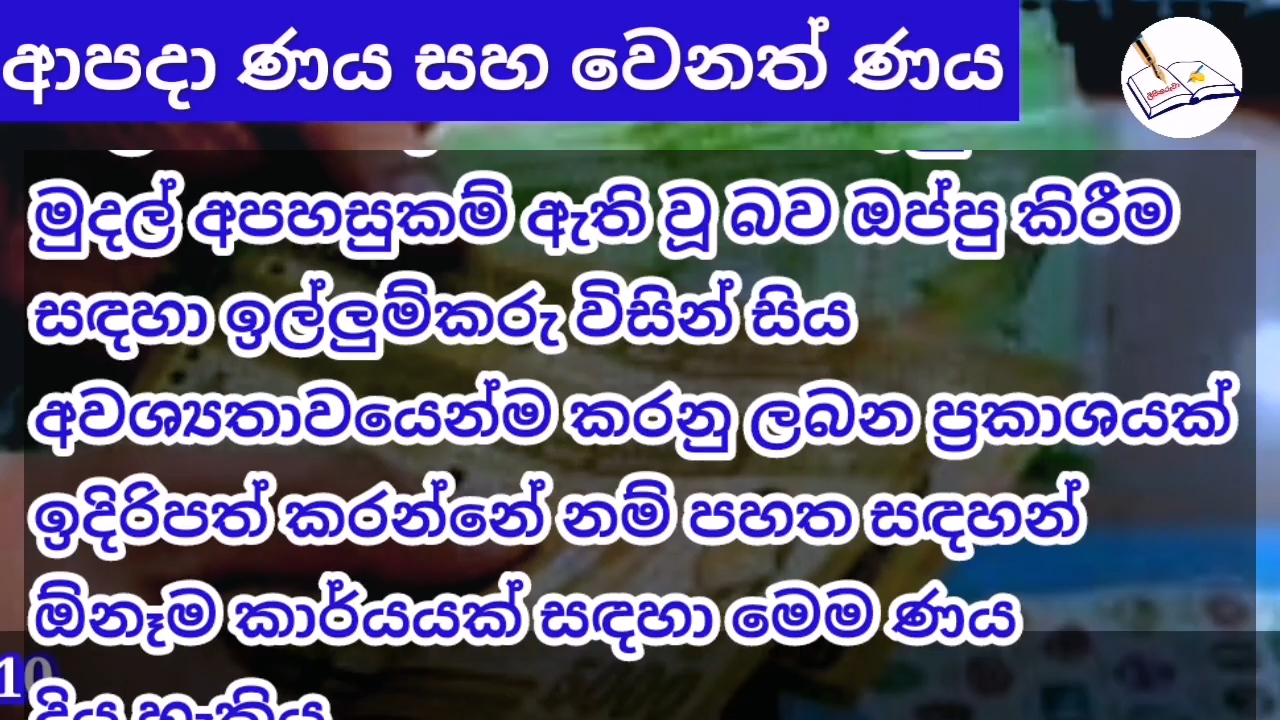 ආපදා ණය සහ වෙනත් ණය
මුදල් අපහසුකම් ඇති වූ බව ඔප්පු කිරීම
සඳහා ඉල්ලුම්කරු විසින් සිය
අවශ්‍යතාවයෙන්ම කරනු ලබන ප්‍රකාශයක්
ඉදිරිපත් කරන්නේ නම් පහත සඳහන්
ඕනෑම කාර්යයක් සඳහා මෙම ණය
දිය හැකිය
10